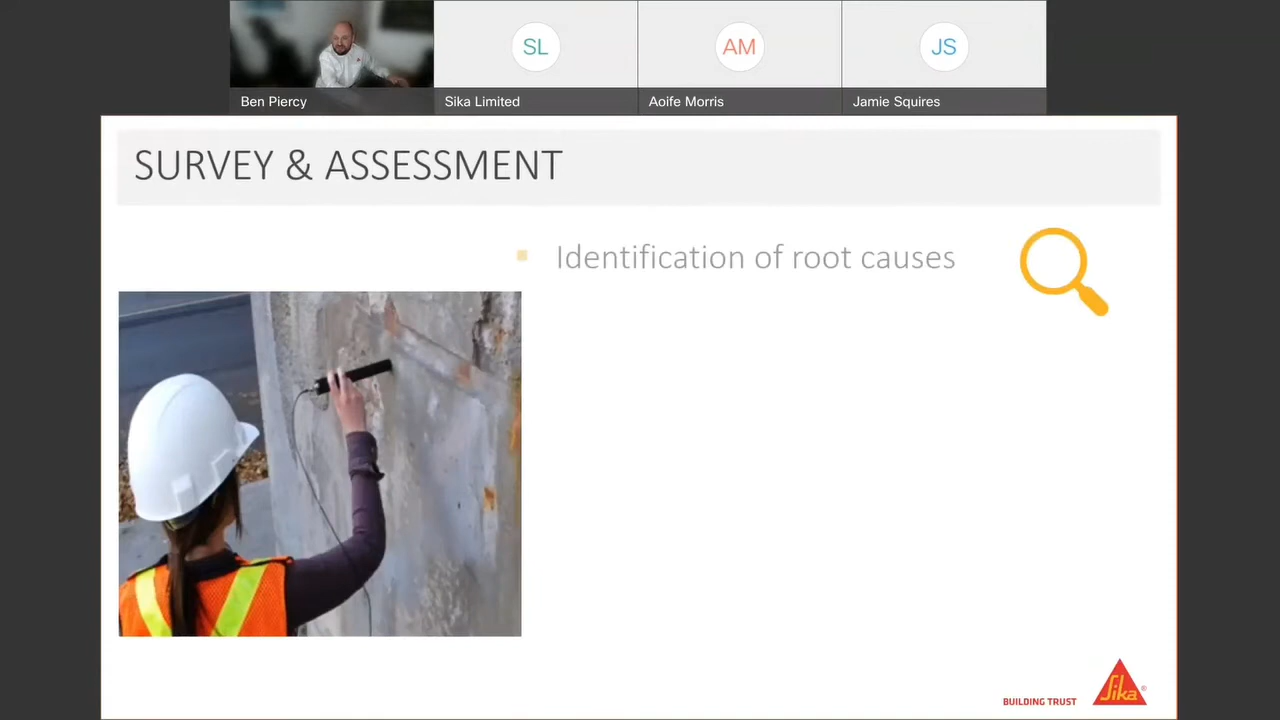 SL
AM
JS
Ben Piercy
Sika Limited
Aoife Morris
Jamie Squires
SURVEY & ASSESSMENT
Identification of root causes
BUILDING TRUST
Sika®